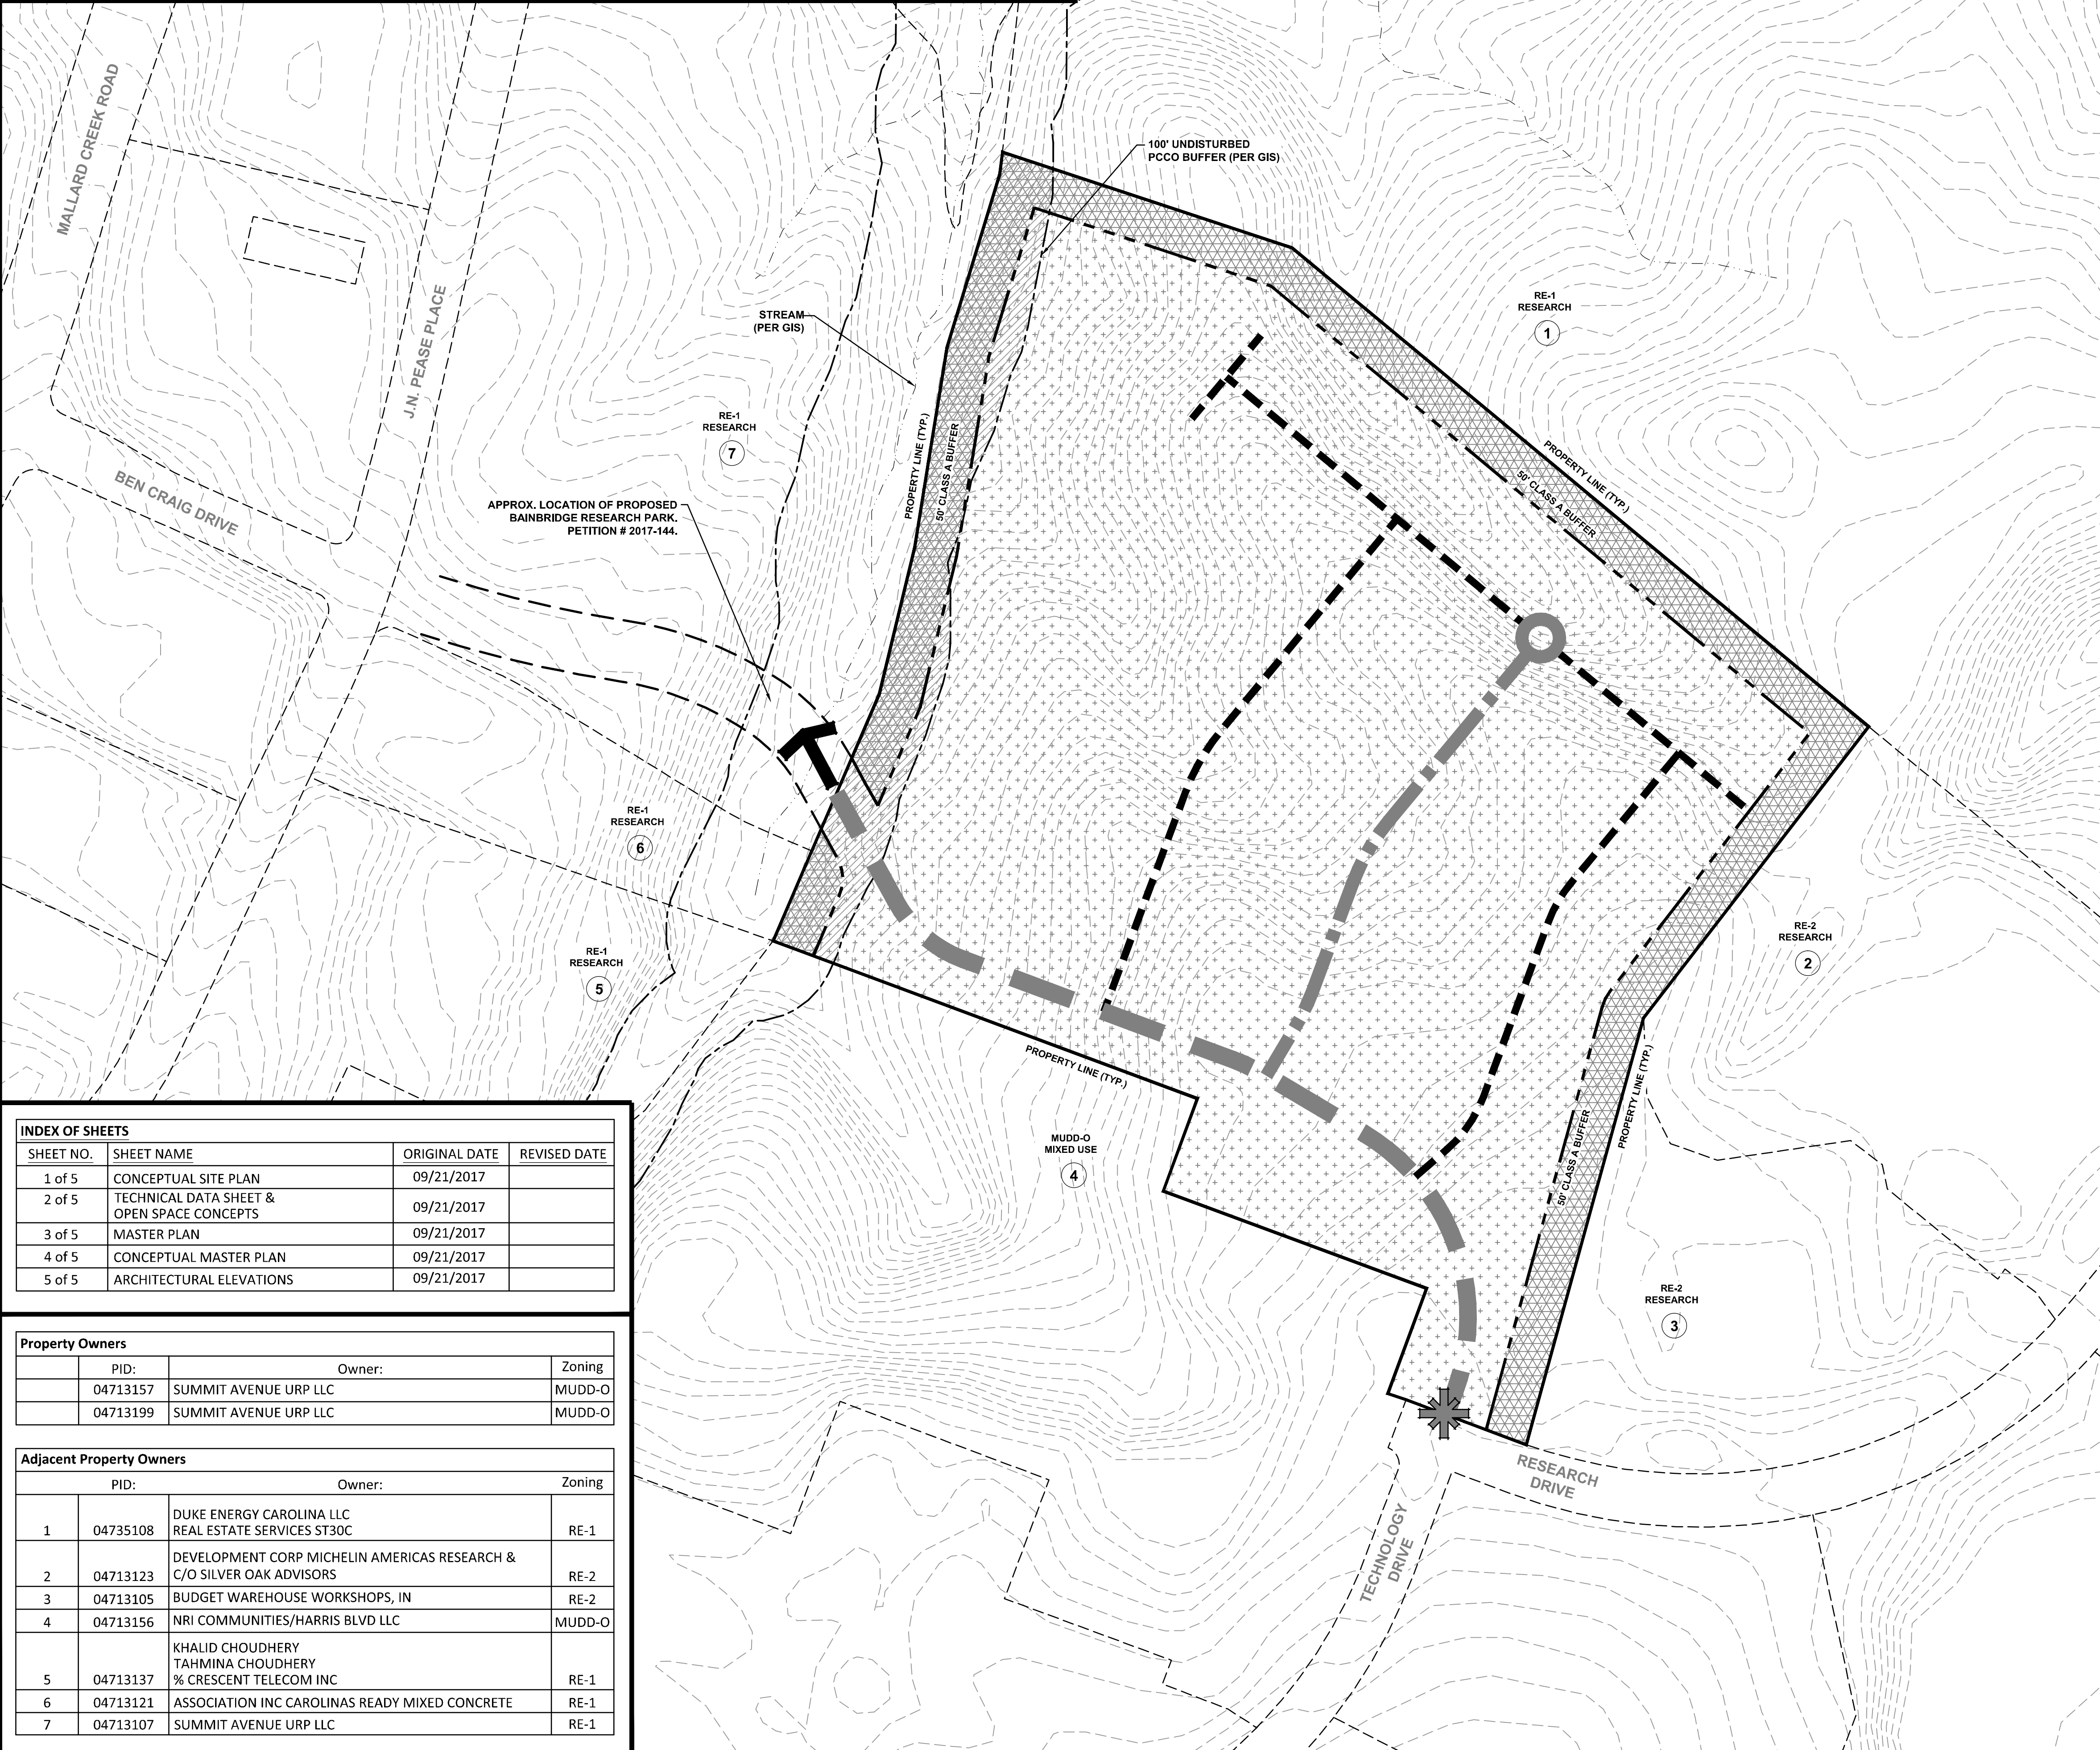 MALLARD CREEK ROAD
J.N. PEASE PLACE
BEN CRAIG DRIVE
100' UNDISTURBED
PCCO BUFFER (PER GIS)
STREAM
(PER GIS)
RE-1
RESEARCH
1
RE-1
RESEARCH
7
APPROX. LOCATION OF PROPOSED
BAINBRIDGE RESEARCH PARK.
PETITION # 2017-144.
PROPERTY LINE (TYP.)
50' CLASS A BUFFER
PROPERTY LINE (TYP.)
50' CLASS A BUFFER
RE-1
RESEARCH
6
RE-1
RESEARCH
5
RE-2
RESEARCH
2
PROPERTY LINE (TYP.)
MUDD-O
MIXED USE
4
PROPERTY LINE (TYP.)
50' CLASS A BUFFER
RE-2
RESEARCH
3
RESEARCH
DRIVE
TECHNOLOGY
DRIVE
INDEX OF SHEETS
SHEET NO. SHEET NAME ORIGINAL DATE REVISED DATE
1 of 5 CONCEPTUAL SITE PLAN 09/21/2017
2 of 5 TECHNICAL DATA SHEET &
OPEN SPACE CONCEPTS 09/21/2017
3 of 5 MASTER PLAN 09/21/2017
4 of 5 CONCEPTUAL MASTER PLAN 09/21/2017
5 of 5 ARCHITECTURAL ELEVATIONS 09/21/2017
Property Owners
PID: Owner: Zoning
04713157 SUMMIT AVENUE URP LLC MUDD-O
04713199 SUMMIT AVENUE URP LLC MUDD-O
Adjacent Property Owners
PID: Owner: Zoning
DUKE ENERGY CAROLINA LLC
1 04735108 REAL ESTATE SERVICES ST30C RE-1
DEVELOPMENT CORP MICHELIN AMERICAS RESEARCH &
2 04713123 C/O SILVER OAK ADVISORS RE-2
3 04713105 BUDGET WAREHOUSE WORKSHOPS, IN RE-2
4 04713156 NRI COMMUNITIES/HARRIS BLVD LLC MUDD-O
KHALID CHOUDHERY
TAHMINA CHOUDHERY
5 04713137 % CRESCENT TELECOM INC RE-1
6 04713121 ASSOCIATION INC CAROLINAS READY MIXED CONCRETE RE-1
7 04713107 SUMMIT AVENUE URP LLC RE-1